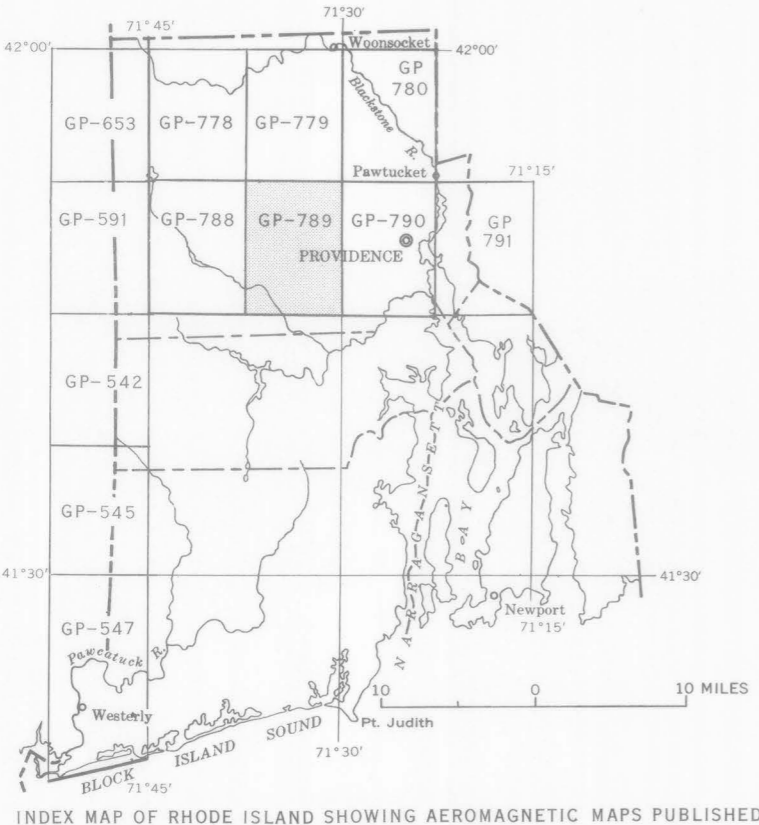 71°30′
71°45′
42°00′
Woonsocket
42°00′
GP
780
Blackstone R.
GP-653
GP-778
GP-779
Pawtucket
71°15′
GP-591
GP-788
GP-789
GP-790
GP
791
PROVIDENCE
GP-542
NARRAGANSETT
BAY
GP-545
41°30′
41°30′
Newport
71°15′
GP-547
Pawcatuck R.
Westerly
10 0 10 MILES
Pt. Judith
BLOCK ISLAND SOUND
71°30′
71°45′
INDEX MAP OF RHODE ISLAND SHOWING AEROMAGNETIC MAPS PUBLISHED